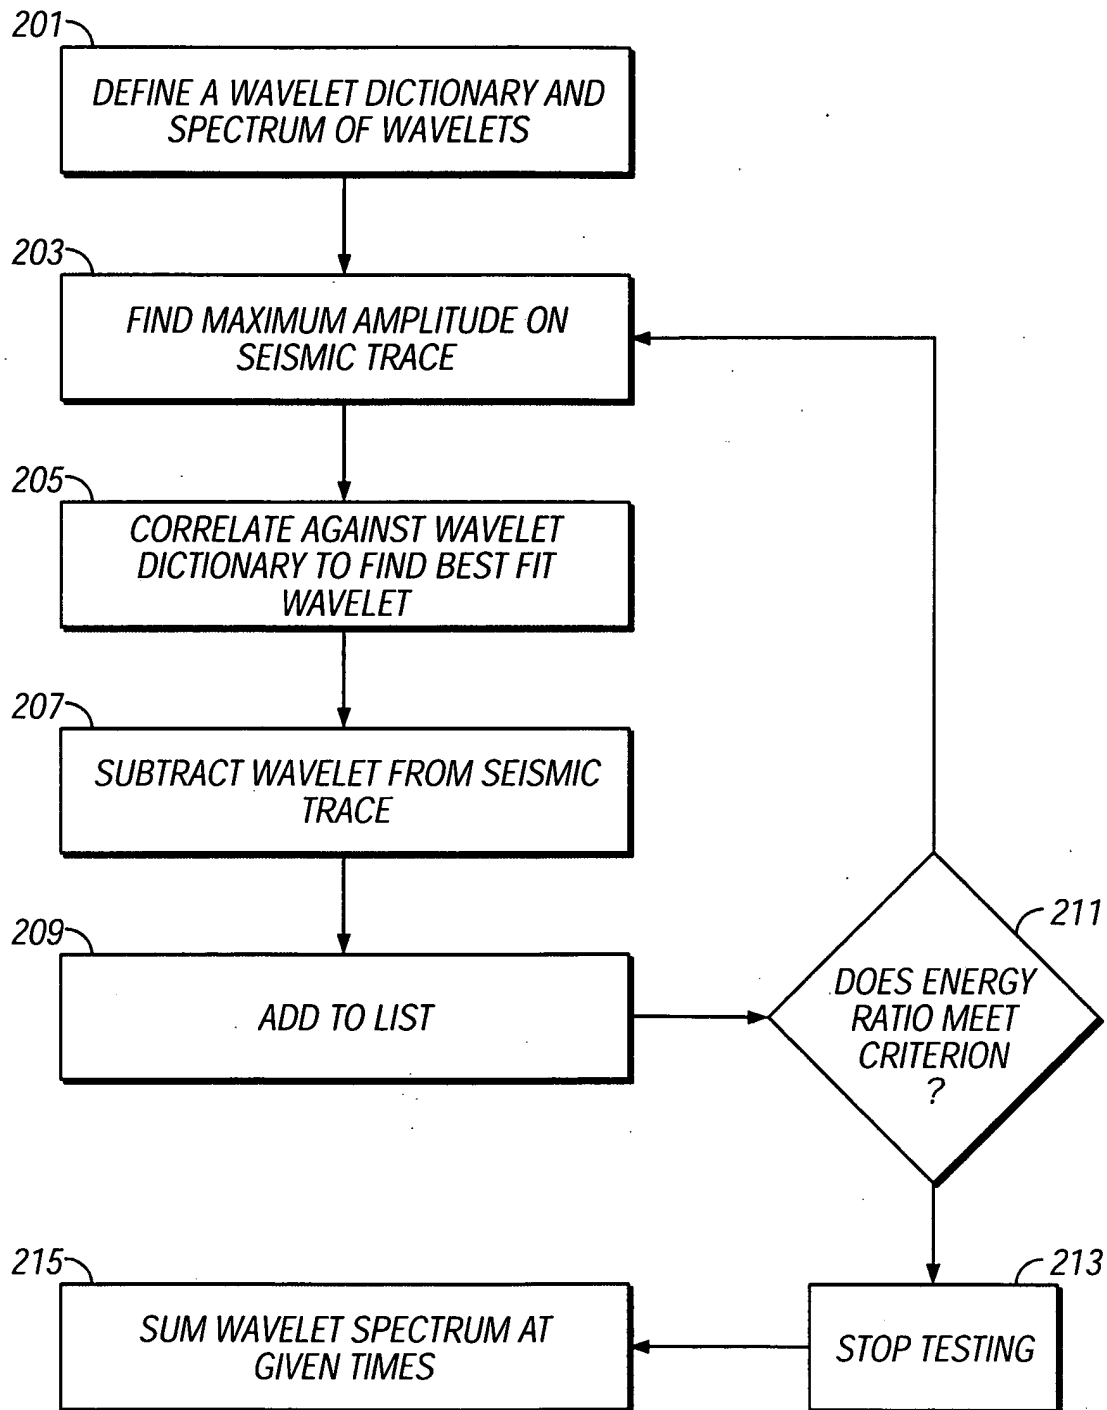 201
DEFINE A WAVELET DICTIONARY AND
SPECTRUM OF WAVELETS
203
FIND MAXIMUM AMPLITUDE ON
SEISMIC TRACE
205
CORRELATE AGAINST WAVELET
DICTIONARY TO FIND BEST FIT
WAVELET
207
SUBTRACT WAVELET FROM SEISMIC
TRACE
209
ADD TO LIST
211
DOES ENERGY
RATIO MEET
CRITERION
?
213
STOP TESTING
215
SUM WAVELET SPECTRUM AT
GIVEN TIMES